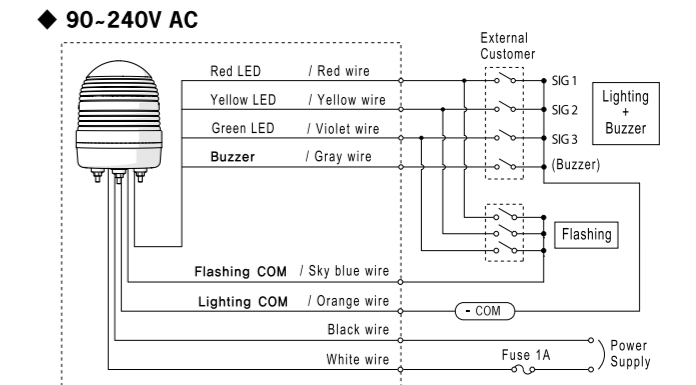 ◆ 90~240V AC
External
Customer
Red LED / Red wire
SIG 1
Yellow LED / Yellow wire
SIG 2
Green LED / Violet wire
SIG 3
Buzzer / Gray wire
(Buzzer)
Lighting
+
Buzzer
Flashing
Flashing COM / Sky blue wire
Lighting COM / Orange wire
- COM
Black wire
White wire
Fuse 1A
Power
Supply